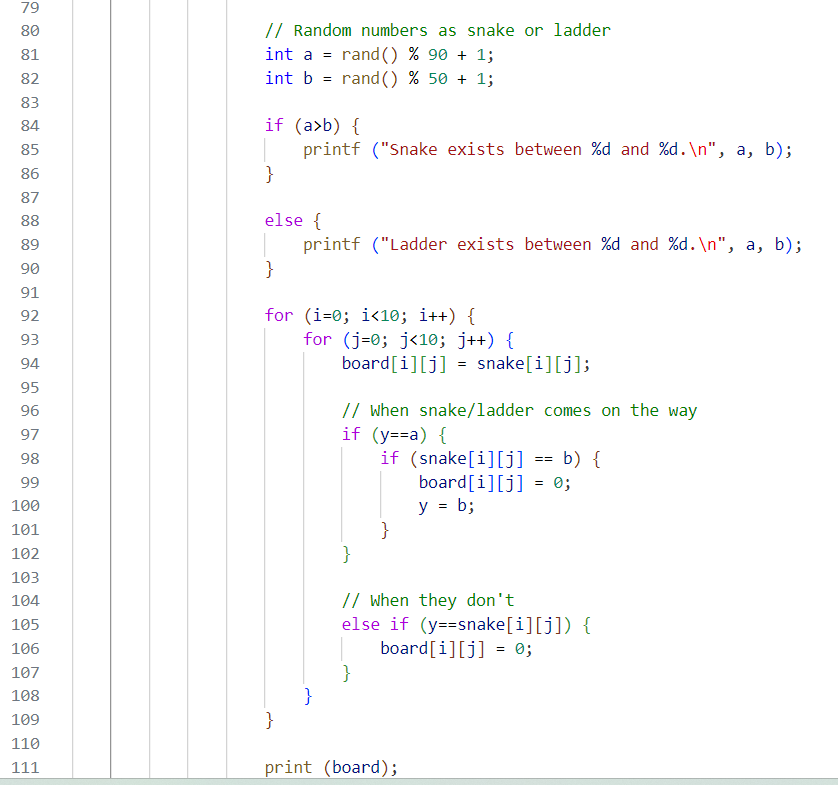 79
80 // Random numbers as snake or ladder
81 int a = rand() % 90 + 1;
82 int b = rand() % 50 + 1;
83
84 if (a>b) {
85 printf ("Snake exists between %d and %d.\n", a, b);
86 }
87
88 else {
89 printf ("Ladder exists between %d and %d.\n", a, b);
90 }
91
92 for (i=0; i<10; i++) {
93 for (j=0; j<10; j++) {
94 board[i][j] = snake[i][j];
95
96 // When snake/ladder comes on the way
97 if (y==a) {
98 if (snake[i][j] == b) {
99 board[i][j] = 0;
100 y = b;
101 }
102 }
103
104 // When they don't
105 else if (y==snake[i][j]) {
106 board[i][j] = 0;
107 }
108 }
109 }
110
111 print (board);